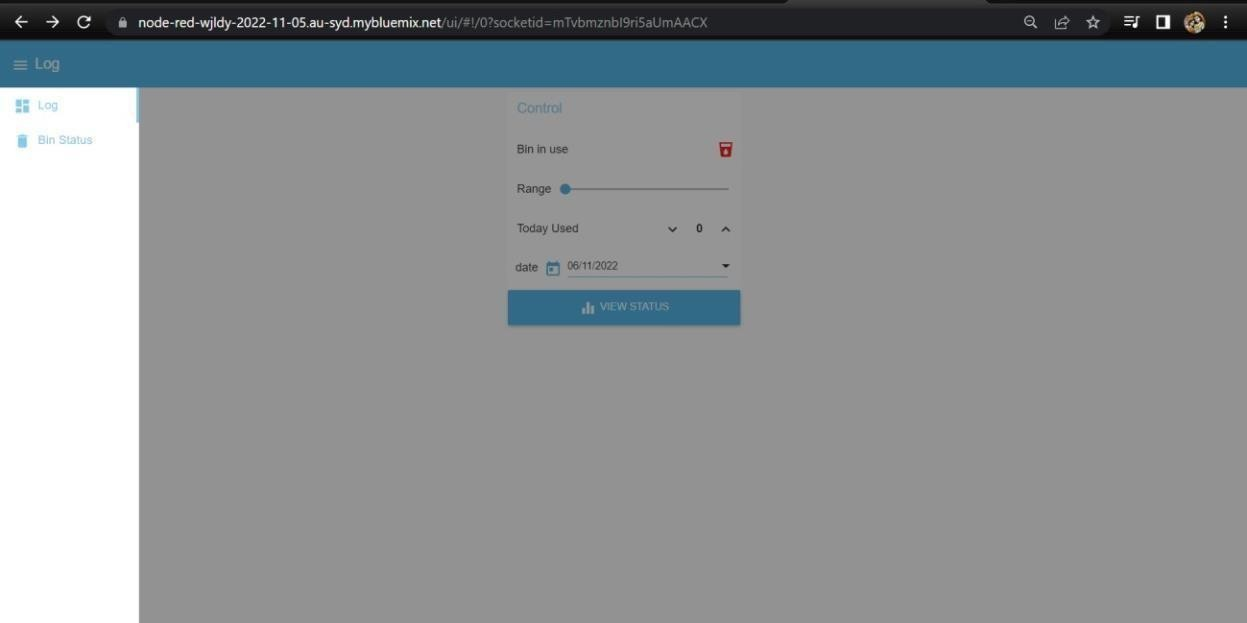 node-red-wjldy-2022-11-05.au-syd.mybluemix.net/ui/#!/0?socketid=mTvbmznbI9ri5aUmAACX
Log
Log
Bin Status
Control
Bin in use
Range
Today Used 0
date 06/11/2022
VIEW STATUS